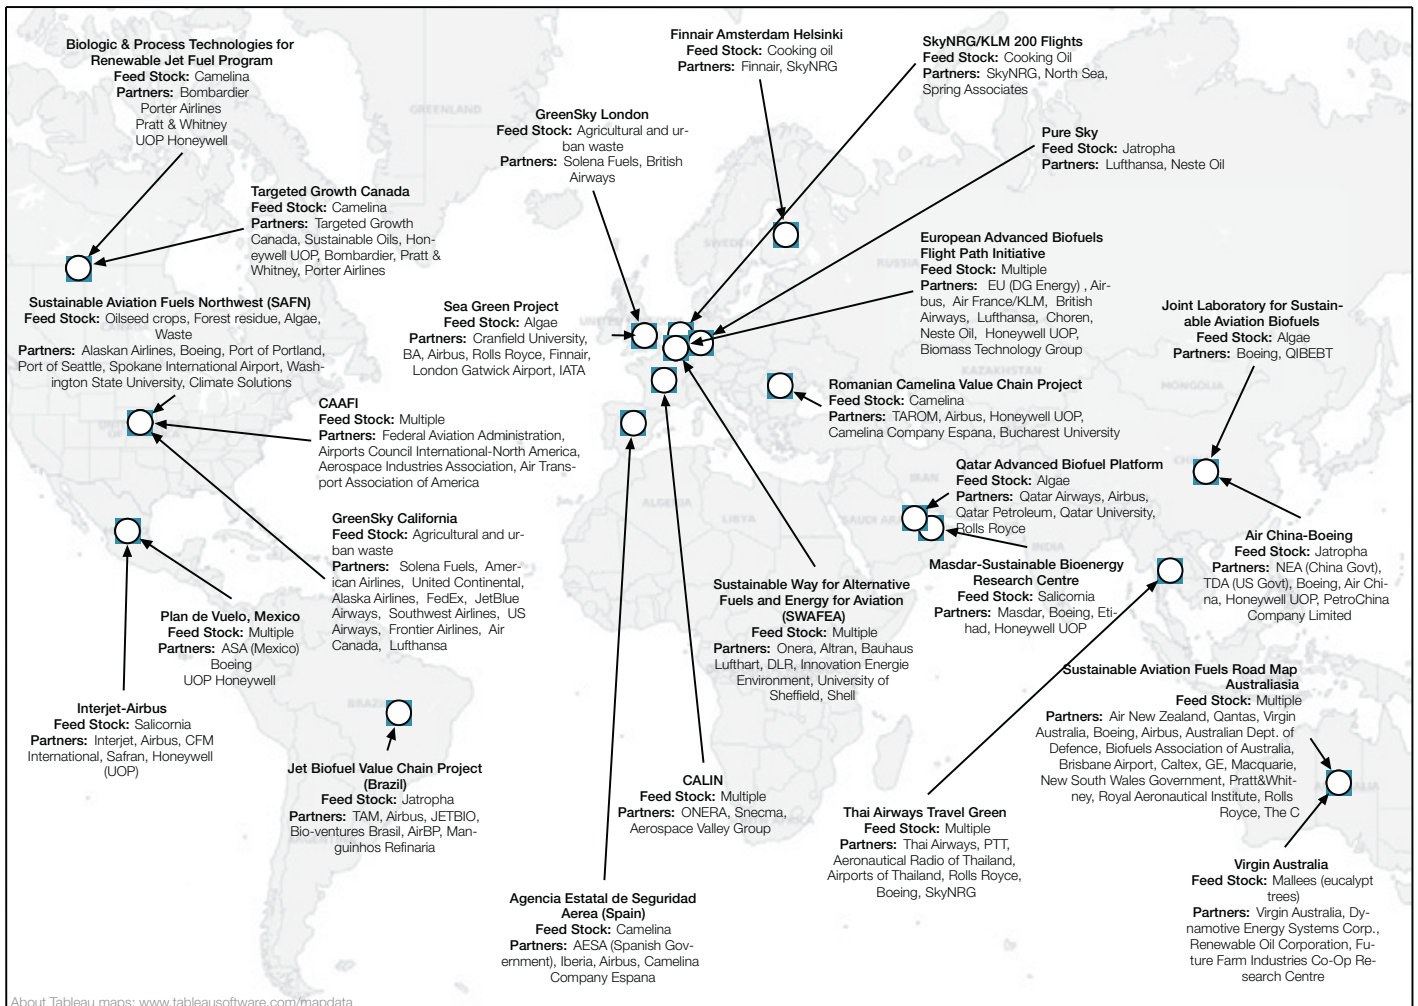 Biologic & Process Technologies for
Renewable Jet Fuel Program
Feed Stock: Camelina
Partners: Bombardier
Porter Airlines
Pratt & Whitney
UOP Honeywell
Finnair Amsterdam Helsinki
Feed Stock: Cooking oil
Partners: Finnair, SkyNRG
SkyNRG/KLM 200 Flights
Feed Stock: Cooking Oil
Partners: SkyNRG, North Sea,
Spring Associates
GREENLAND
GreenSky London
Feed Stock: Agricultural and ur-
ban waste
Partners: Solena Fuels, British
Airways
Pure Sky
Feed Stock: Jatropha
Partners: Lufthansa, Neste Oil
Targeted Growth Canada
Feed Stock: Camelina
Partners: Targeted Growth
Canada, Sustainable Oils, Hon-
eywell UOP, Bombardier, Pratt &
Whitney, Porter Airlines
SWEDEN
RUSSIA
European Advanced Biofuels
Flight Path Initiative
Feed Stock: Multiple
Partners: EU (DG Energy) , Air-
bus, Air France/KLM, British
Airways, Lufthansa, Choren,
Neste Oil, Honeywell UOP,
Biomass Technology Group
Sustainable Aviation Fuels Northwest (SAFN)
Feed Stock: Oilseed crops, Forest residue, Algae,
Waste
Partners: Alaskan Airlines, Boeing, Port of Portland,
Port of Seattle, Spokane International Airport, Wash-
ington State University, Climate Solutions
Sea Green Project
Feed Stock: Algae
Partners: Cranfield University,
BA, Airbus, Rolls Royce, Finnair,
London Gatwick Airport, IATA
Joint Laboratory for Sustain-
able Aviation Biofuels
Feed Stock: Algae
Partners: Boeing, QIBEBT
KAZAKHSTAN
MONGOLIA
Romanian Camelina Value Chain Project
Feed Stock: Camelina
Partners: TAROM, Airbus, Honeywell UOP,
Camelina Company Espana, Bucharest University
CAAFI
Feed Stock: Multiple
Partners: Federal Aviation Administration,
Airports Council International-North America,
Aerospace Industries Association, Air Trans-
port Association of America
Qatar Advanced Biofuel Platform
Feed Stock: Algae
Partners: Qatar Airways, Airbus,
Qatar Petroleum, Qatar University,
Rolls Royce
IRAN
ALGERIA
LIBYA
INDIA
GreenSky California
Feed Stock: Agricultural and ur-
ban waste
Partners: Solena Fuels, Amer-
ican Airlines, United Continental,
Alaska Airlines, FedEx, JetBlue
Airways, Southwest Airlines, US
Airways, Frontier Airlines, Air
Canada, Lufthansa
Air China-Boeing
Feed Stock: Jatropha
Partners: NEA (China Govt),
TDA (US Govt), Boeing, Air Chi-
na, Honeywell UOP, PetroChina
Company Limited
Masdar-Sustainable Bioenergy
Research Centre
Feed Stock: Salicornia
Partners: Masdar, Boeing, Eti-
had, Honeywell UOP
Sustainable Way for Alternative
Fuels and Energy for Aviation
(SWAFEA)
Feed Stock: Multiple
Partners: Onera, Altran, Bauhaus
Lufthart, DLR, Innovation Energie
Environment, University of
Sheffield, Shell
Plan de Vuelo, Mexico
Feed Stock: Multiple
Partners: ASA (Mexico)
Boeing
UOP Honeywell
Sustainable Aviation Fuels Road Map
Australiasia
Feed Stock: Multiple
Partners: Air New Zealand, Qantas, Virgin
Australia, Boeing, Airbus, Australian Dept. of
Defence, Biofuels Association of Australia,
Brisbane Airport, Caltex, GE, Macquarie,
New South Wales Government, Pratt&Whit-
ney, Royal Aeronautical Institute, Rolls
Royce, The C
Interjet-Airbus
Feed Stock: Salicornia
Partners: Interjet, Airbus, CFM
International, Safran, Honeywell
(UOP)
Jet Biofuel Value Chain Project
(Brazil)
Feed Stock: Jatropha
Partners: TAM, Airbus, JETBIO,
Bio-ventures Brasil, AirBP, Man-
guinhos Refinaria
CALIN
Feed Stock: Multiple
Partners: ONERA, Snecma,
Aerospace Valley Group
Thai Airways Travel Green
Feed Stock: Multiple
Partners: Thai Airways, PTT,
Aeronautical Radio of Thailand,
Airports of Thailand, Rolls Royce,
Boeing, SkyNRG
Virgin Australia
Feed Stock: Mallees (eucalypt
trees)
Partners: Virgin Australia, Dy-
namotive Energy Systems Corp.,
Renewable Oil Corporation, Fu-
ture Farm Industries Co-Op Re-
search Centre
Agencia Estatal de Seguridad
Aerea (Spain)
Feed Stock: Camelina
Partners: AESA (Spanish Gov-
ernment), Iberia, Airbus, Camelina
Company Espana
About Tableau maps: www.tableausoftware.com/mapdata